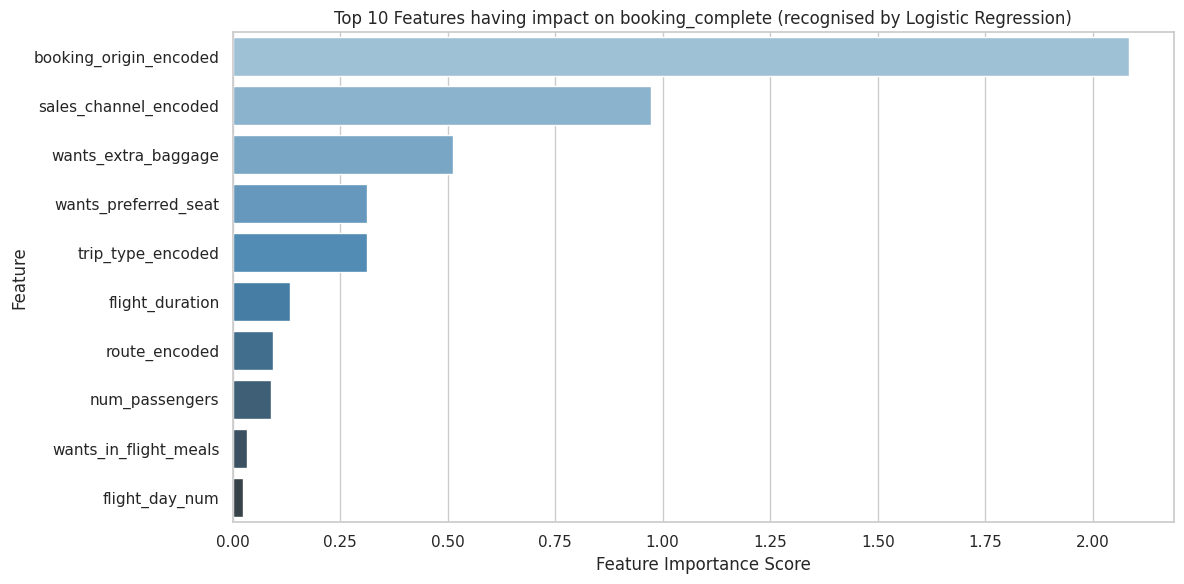 Top 10 Features having impact on booking_complete (recognised by Logistic Regression)
booking_origin_encoded
sales_channel_encoded
wants_extra_baggage
wants_preferred_seat
trip_type_encoded
flight_duration
route_encoded
num_passengers
wants_in_flight_meals
flight_day_num
Feature
0.00 0.25 0.50 0.75 1.00 1.25 1.50 1.75 2.00
Feature Importance Score